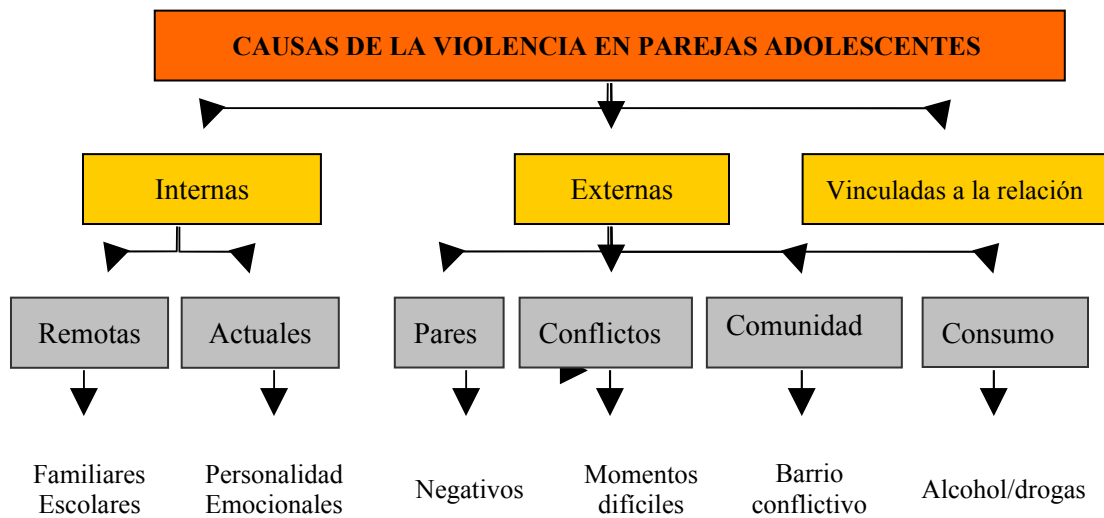 CAUSAS DE LA VIOLENCIA EN PAREJAS ADOLESCENTES
Internas
Externas
Vinculadas a la relación
Remotas
Actuales
Pares
Conflictos
Comunidad
Consumo
Familiares
Escolares
Personalidad
Emocionales
Negativos
Momentos
difíciles
Barrio
conflictivo
Alcohol/drogas